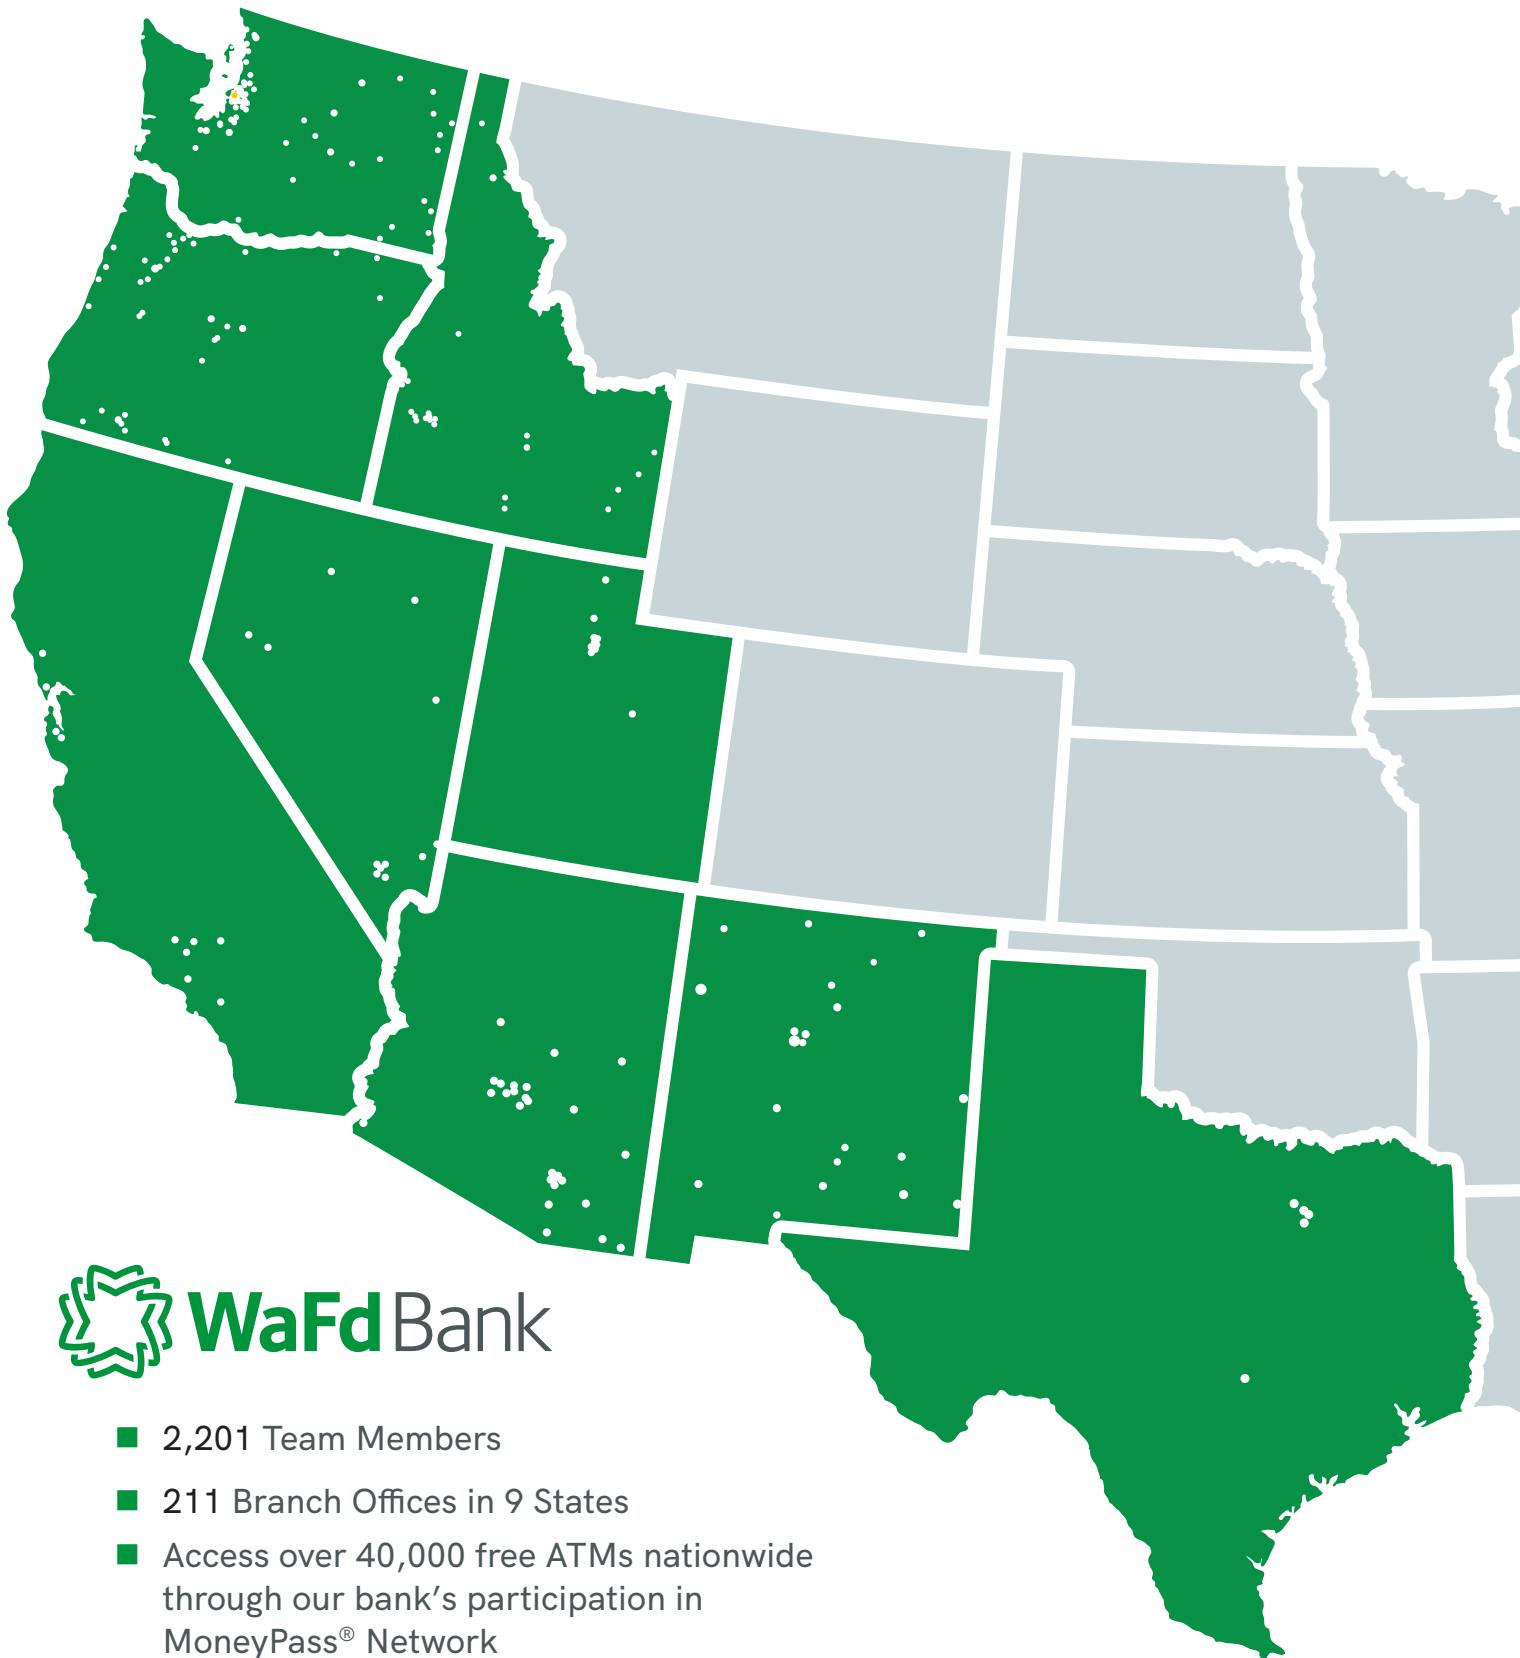 WaFd Bank
2,201 Team Members
211 Branch Offices in 9 States
Access over 40,000 free ATMs nationwide
through our bank’s participation in
MoneyPass® Network